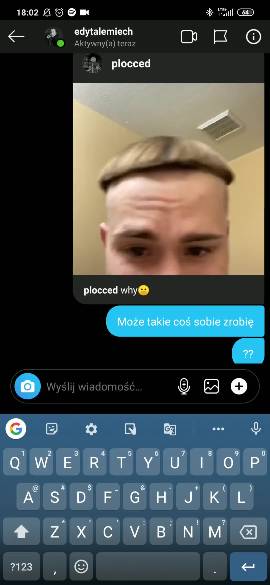 18:02
64
edytalemiech
Aktywny(a) teraz
plocced
plocced why😕
Może takie coś sobie zrobię
??
Wyślij wiadomość...
G
Q W E R T Y U I O P
1 2 3 4 5 6 7 8 9 0
A S D F G H J K L
@ # $ _ & - + ( )
Z X C V B N M
* " ' : ; ! ?
?123 , .